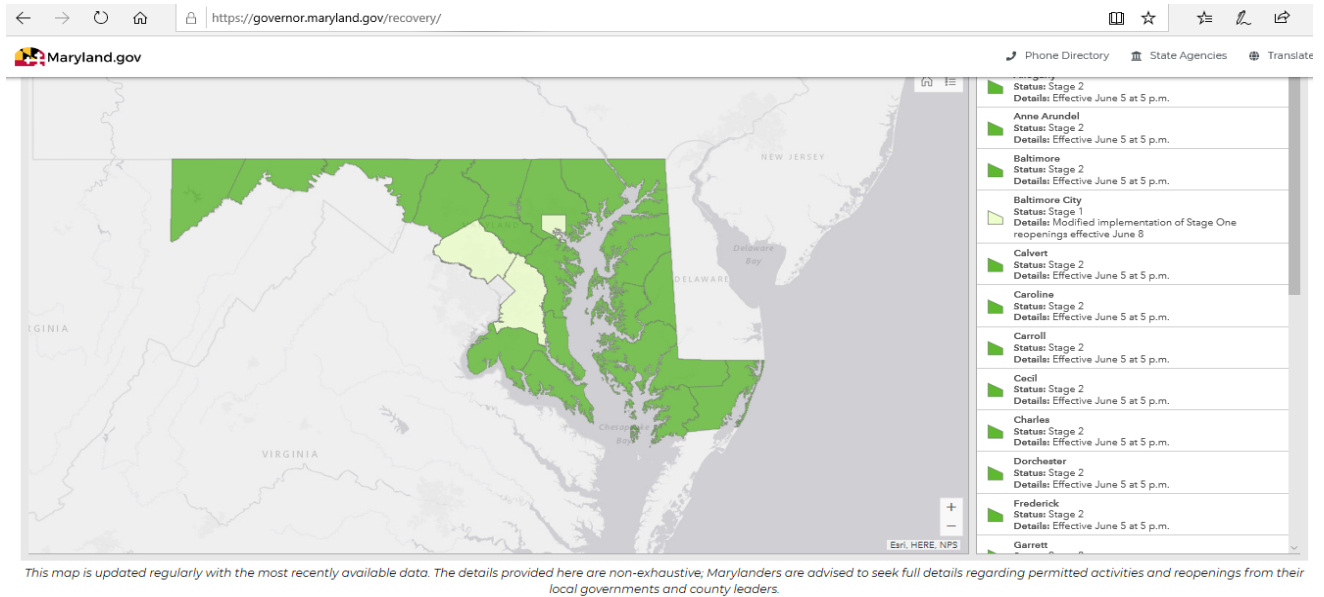 https://governor.maryland.gov/recovery/
Maryland.gov
Phone Directory
State Agencies
Translate
NEW JERSEY
Delaware
Bay
DELAWARE
Chesapeake
Bay
VIRGINIA
+
−
Esri, HERE, NPS
Allegany
Status: Stage 2
Details: Effective June 5 at 5 p.m.
Anne Arundel
Status: Stage 2
Details: Effective June 5 at 5 p.m.
Baltimore
Status: Stage 2
Details: Effective June 5 at 5 p.m.
Baltimore City
Status: Stage 1
Details: Modified implementation of Stage One
reopenings effective June 8
Calvert
Status: Stage 2
Details: Effective June 5 at 5 p.m.
Caroline
Status: Stage 2
Details: Effective June 5 at 5 p.m.
Carroll
Status: Stage 2
Details: Effective June 5 at 5 p.m.
Cecil
Status: Stage 2
Details: Effective June 5 at 5 p.m.
Charles
Status: Stage 2
Details: Effective June 5 at 5 p.m.
Dorchester
Status: Stage 2
Details: Effective June 5 at 5 p.m.
Frederick
Status: Stage 2
Details: Effective June 5 at 5 p.m.
Garrett
This map is updated regularly with the most recently available data. The details provided here are non-exhaustive; Marylanders are advised to seek full details regarding permitted activities and reopenings from their
local governments and county leaders.